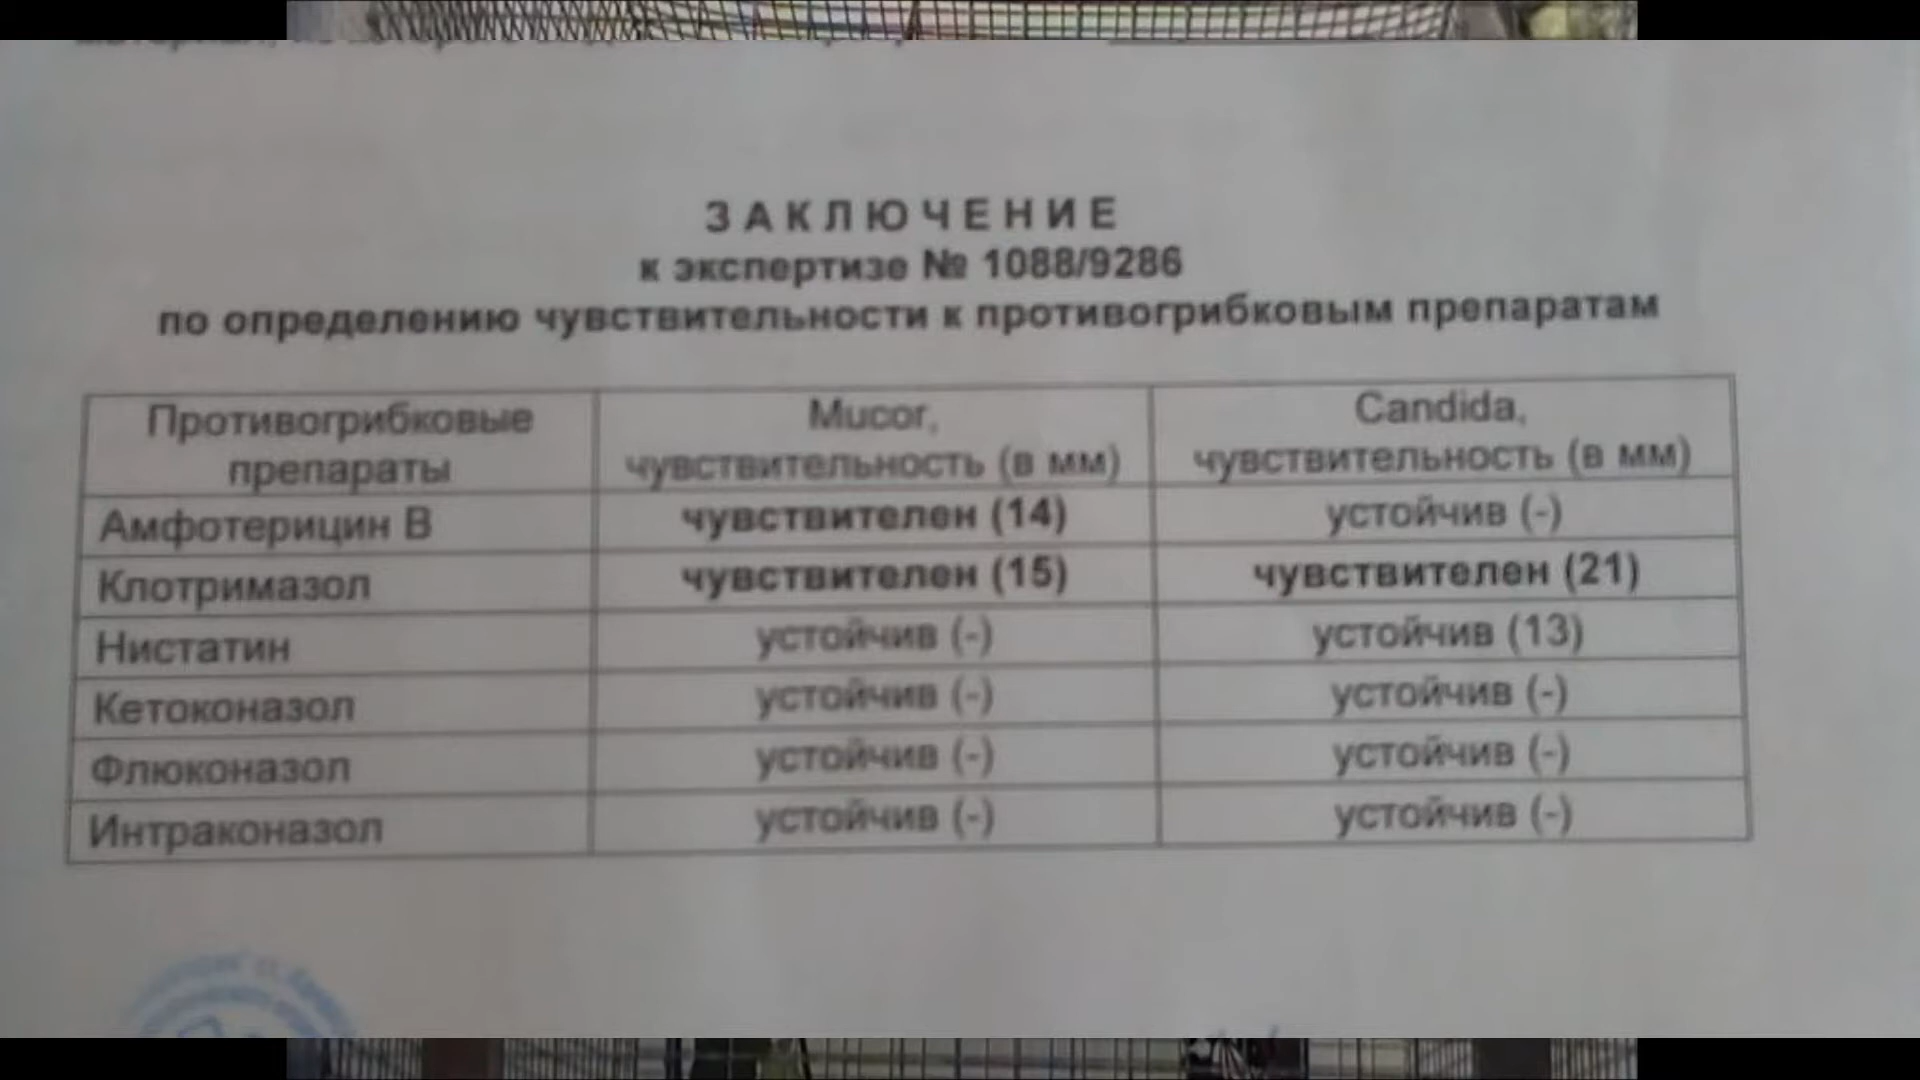 ЗАКЛЮЧЕНИЕ
к экспертизе № 1088/9286
по определению чувствительности к противогрибковым препаратам
Противогрибковые препараты
Mucor, чувствительность (в мм)
Candida, чувствительность (в мм)
Амфотерицин В чувствителен (14) устойчив (-)
Клотримазол чувствителен (15) чувствителен (21)
Нистатин устойчив (-) устойчив (13)
Кетоконазол устойчив (-) устойчив (-)
Флюконазол устойчив (-) устойчив (-)
Интраконазол устойчив (-) устойчив (-)